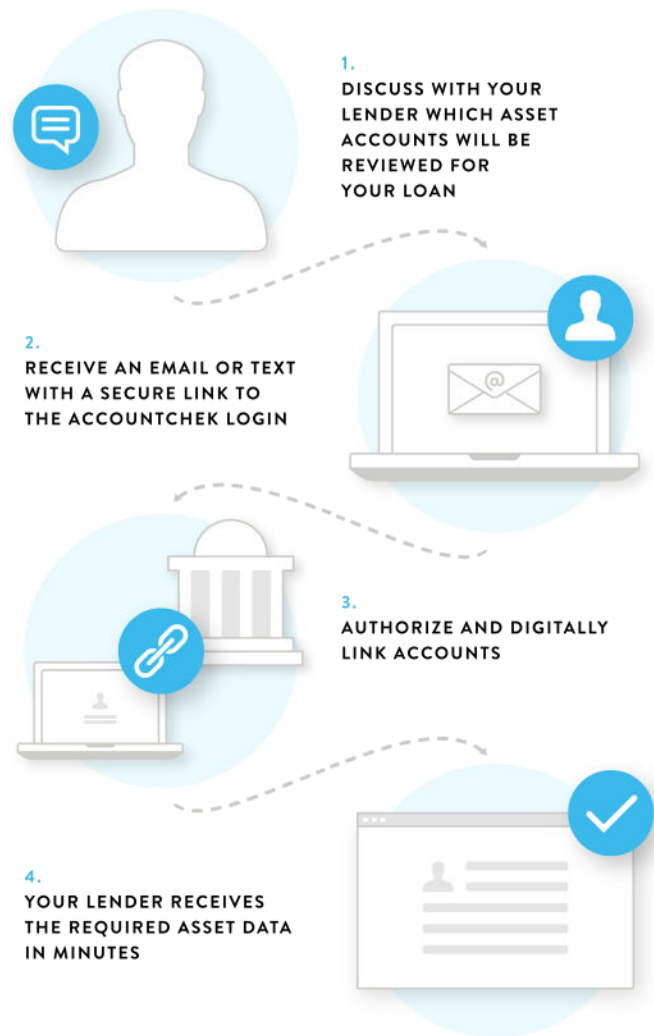 1.
DISCUSS WITH YOUR
LENDER WHICH ASSET
ACCOUNTS WILL BE
REVIEWED FOR
YOUR LOAN
@
2.
RECEIVE AN EMAIL OR TEXT
WITH A SECURE LINK TO
THE ACCOUNTCHEK LOGIN
3.
AUTHORIZE AND DIGITALLY
LINK ACCOUNTS
4.
YOUR LENDER RECEIVES
THE REQUIRED ASSET DATA
IN MINUTES